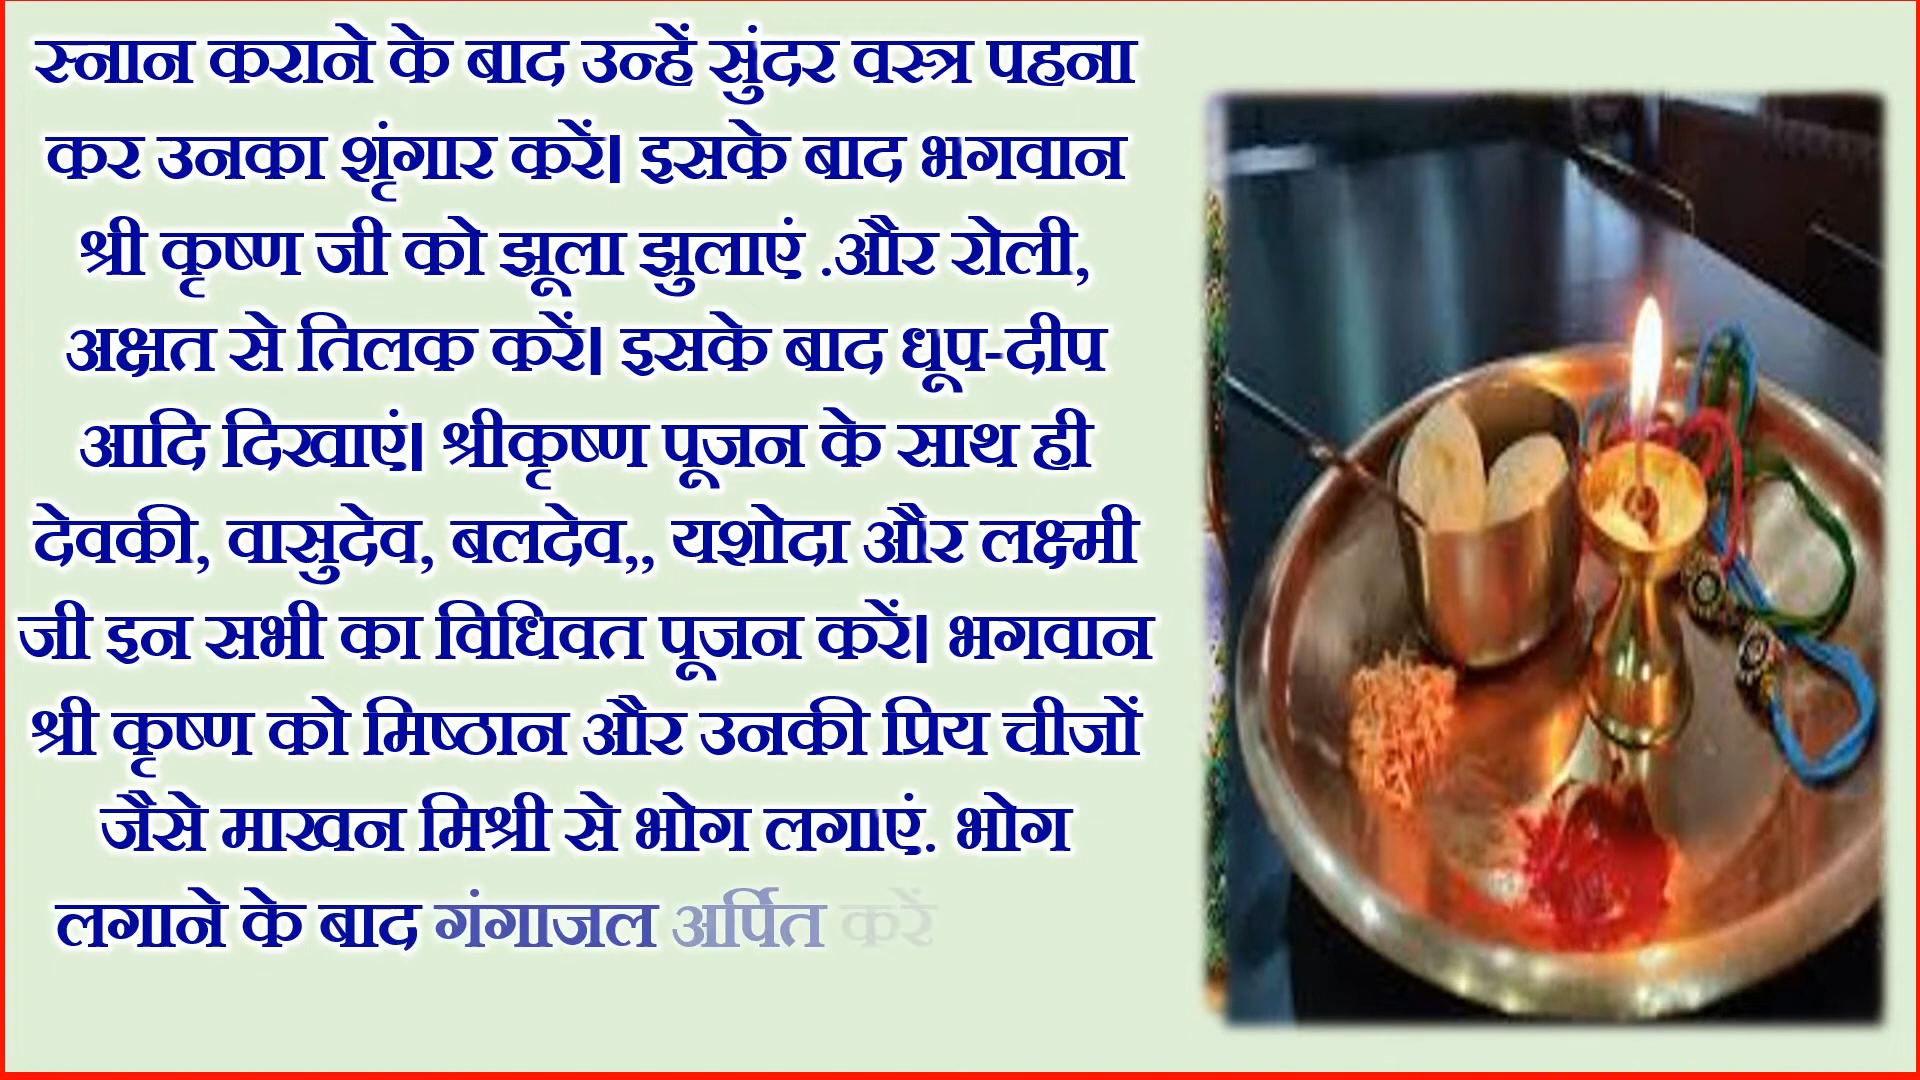 स्नान कराने के बाद उन्हें सुंदर वस्त्र पहना
कर उनका शृंगार करें। इसके बाद भगवान
श्री कृष्ण जी को झूला झुलाएं .और रोली,
अक्षत से तिलक करें। इसके बाद धूप-दीप
आदि दिखाएं। श्रीकृष्ण पूजन के साथ ही
देवकी, वासुदेव, बलदेव,, यशोदा और लक्ष्मी
जी इन सभी का विधिवत पूजन करें। भगवान
श्री कृष्ण को मिष्ठान और उनकी प्रिय चीजों
जैसे माखन मिश्री से भोग लगाएं. भोग
लगाने के बाद गंगाजल अर्पित करें